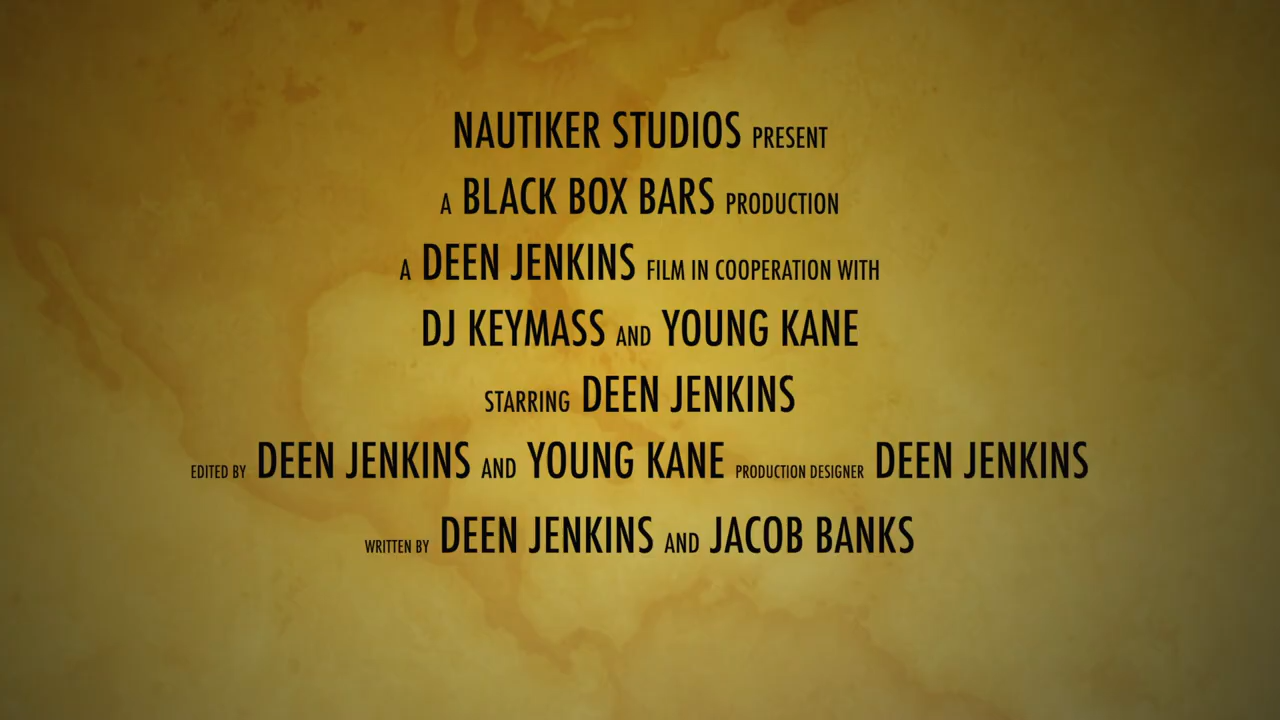 NAUTIKER STUDIOS PRESENT
A BLACK BOX BARS PRODUCTION
A DEEN JENKINS FILM IN COOPERATION WITH
DJ KEYMASS AND YOUNG KANE
STARRING DEEN JENKINS
EDITED BY DEEN JENKINS AND YOUNG KANE PRODUCTION DESIGNER DEEN JENKINS
WRITTEN BY DEEN JENKINS AND JACOB BANKS